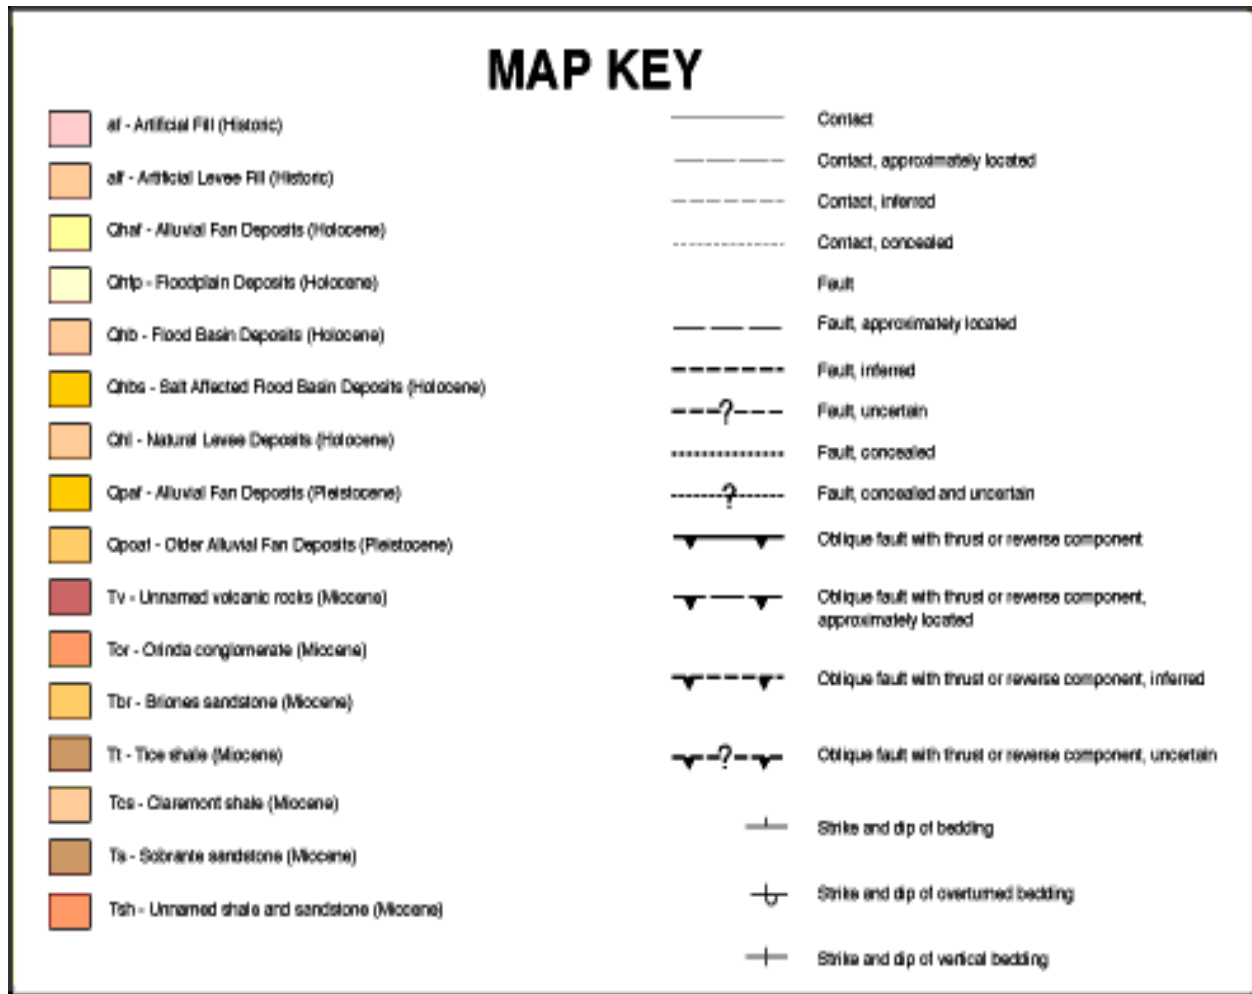 MAP KEY
af - Artificial Fill (Historic)
alf - Artificial Levee Fill (Historic)
Qhaf - Alluvial Fan Deposits (Holocene)
Qhfp - Floodplain Deposits (Holocene)
Qhb - Flood Basin Deposits (Holocene)
Qhbs - Salt Affected Flood Basin Deposits (Holocene)
Qhl - Natural Levee Deposits (Holocene)
Qpaf - Alluvial Fan Deposits (Pleistocene)
Qpoaf - Older Alluvial Fan Deposits (Pleistocene)
Tv - Unnamed volcanic rocks (Miocene)
Tor - Orinda conglomerate (Miocene)
Tbr - Briones sandstone (Miocene)
Tt - Tice shale (Miocene)
Tcs - Claremont shale (Miocene)
Ts - Sobrante sandstone (Miocene)
Tsh - Unnamed shale and sandstone (Miocene)
Contact
Contact, approximately located
Contact, inferred
Contact, concealed
Fault
Fault, approximately located
Fault, inferred
?
Fault, uncertain
Fault, concealed
?
Fault, concealed and uncertain
Oblique fault with thrust or reverse component
Oblique fault with thrust or reverse component,
approximately located
Oblique fault with thrust or reverse component, inferred
?
Oblique fault with thrust or reverse component, uncertain
Strike and dip of bedding
Strike and dip of overturned bedding
Strike and dip of vertical bedding